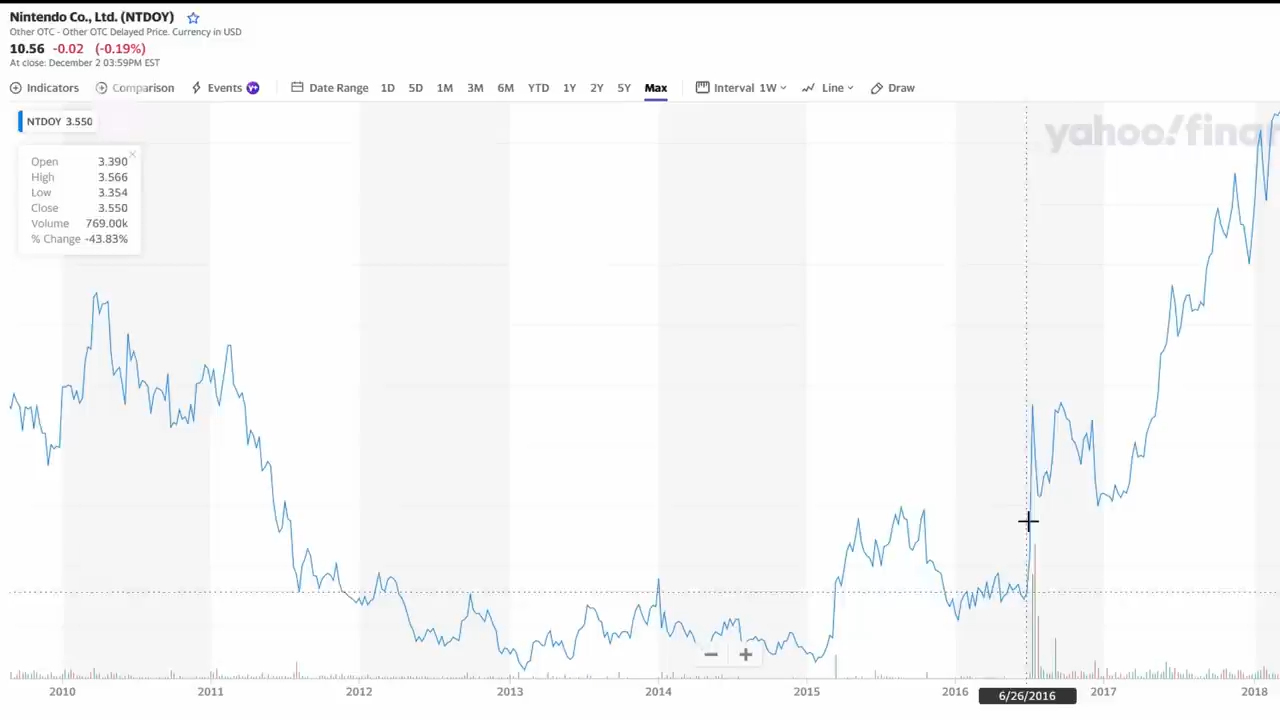 Nintendo Co., Ltd. (NTDOY)
Other OTC - Other OTC Delayed Price. Currency in USD
10.56 -0.02 (-0.19%)
At close: December 2 03:59PM EST
Indicators Comparison Events Y+ Date Range 1D 5D 1M 3M 6M YTD 1Y 2Y 5Y Max Interval 1W Line Draw
NTDOY 3.550
yahoo!finan
Open 3.390
High 3.566
Low 3.354
Close 3.550
Volume 769.00k
% Change -43.83%
2010 2011 2012 2013 2014 2015 2016 6/26/2016 2017 2018